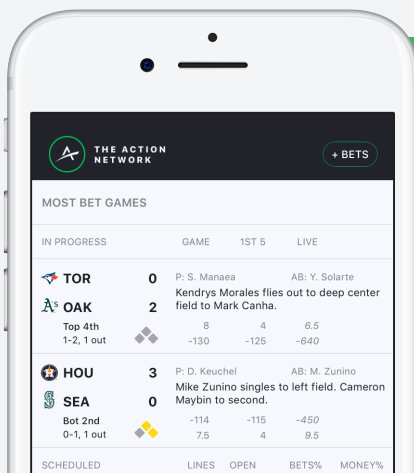 THE ACTION
NETWORK
+ BETS
MOST BET GAMES
IN PROGRESS GAME 1ST 5 LIVE
TOR 0 P: S. Manaea AB: Y. Solarte
Kendrys Morales flies out to deep center
A's OAK 2 field to Mark Canha.
Top 4th 8 4 6.5
1-2, 1 out -130 -125 -640
HOU 3 P: D. Keuchel AB: M. Zunino
Mike Zunino singles to left field. Cameron
S SEA 0 Maybin to second.
Bot 2nd -114 -115 -450
0-1, 1 out 7.5 4 9.5
SCHEDULED LINES OPEN BETS% MONEY%